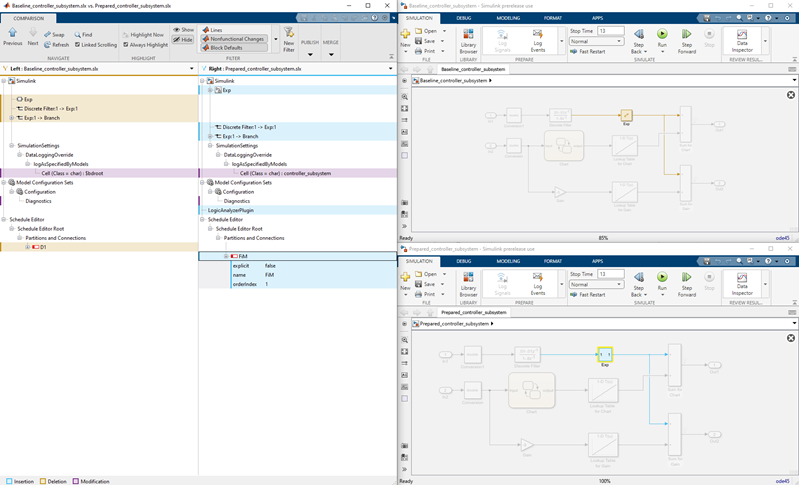 Baseline_controller_subsystem.slx vs. Prepared_controller_subsystem.slx
COMPARISON
Previous
Next
Swap
Find
Refresh
Linked Scrolling
NAVIGATE
Highlight Now
Always Highlight
HIGHLIGHT
Show
Hide
Lines
Nonfunctional Changes
Block Defaults
New
Filter
FILTER
PUBLISH
MERGE
Left : Baseline_controller_subsystem.slx
Simulink
Exp
Discrete Filter:1 -> Exp:1
Exp:1 -> Branch
SimulationSettings
DataLoggingOverride
logAsSpecifiedByModels
Cell (Class = char) : $bdroot
Model Configuration Sets
Configuration
Diagnostics
Schedule Editor
Schedule Editor Root
Partitions and Connections
D1
Right : Prepared_controller_subsystem.slx
Simulink
Exp
Discrete Filter:1 -> Exp:1
Exp:1 -> Branch
SimulationSettings
DataLoggingOverride
logAsSpecifiedByModels
Cell (Class = char) : controller_subsystem
Model Configuration Sets
Configuration
Diagnostics
LogicAnalyzerPlugin
Schedule Editor
Schedule Editor Root
Partitions and Connections
FiM
explicit false
name FiM
orderIndex 1
Insertion
Deletion
Modification
Baseline_controller_subsystem - Simulink prerelease use
SIMULATION
DEBUG
MODELING
FORMAT
APPS
New
Open
Save
Print
FILE
Library
Browser
LIBRARY
Log
Signals
Log
Events
PREPARE
Stop Time 13
Normal
Fast Restart
Step
Back
Run
Step
Forward
Stop
SIMULATE
Data
Inspector
REVIEW RESUL...
Baseline_controller_subsystem
Baseline_controller_subsystem
Exp
Ready
85%
ode45
Prepared_controller_subsystem - Simulink prerelease use
SIMULATION
DEBUG
MODELING
FORMAT
APPS
New
Open
Save
Print
FILE
Library
Browser
LIBRARY
Log
Signals
Log
Events
PREPARE
Stop Time 13
Normal
Fast Restart
Step
Back
Run
Step
Forward
Stop
SIMULATE
Data
Inspector
REVIEW RESUL...
Prepared_controller_subsystem
Prepared_controller_subsystem
Exp
Ready
100%
ode45